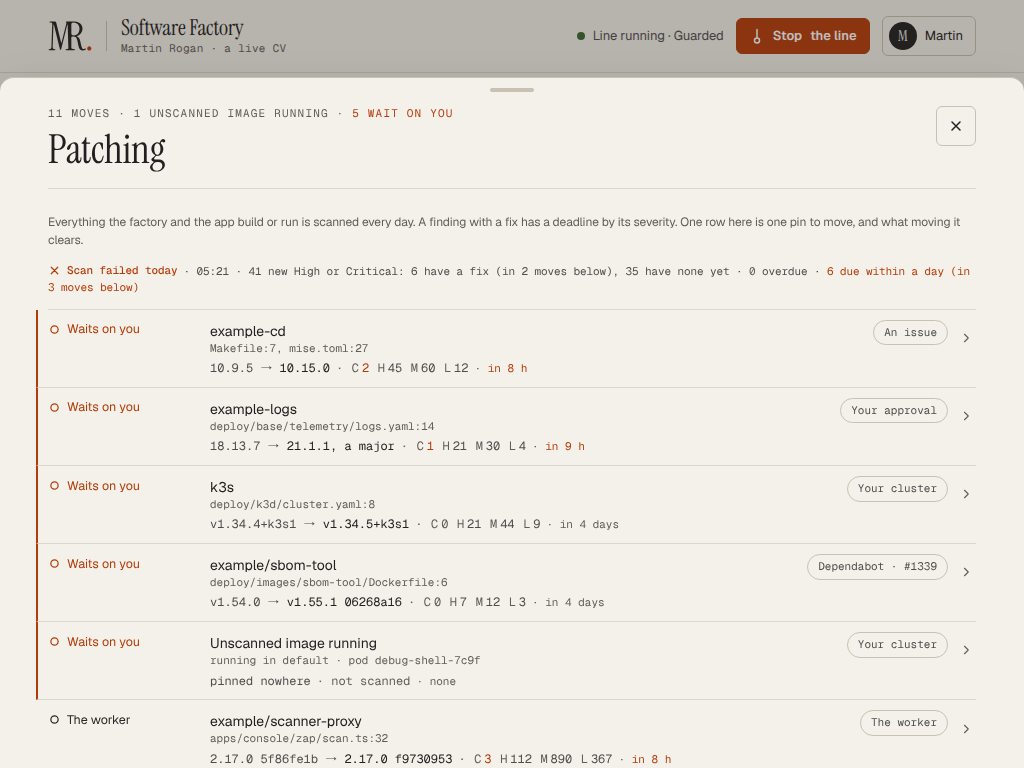 MR.
Software Factory
Martin Rogan · a live CV
Line running · Guarded
Stop the line
M
Martin
11 MOVES · 1 UNSCANNED IMAGE RUNNING · 5 WAIT ON YOU
Patching
Everything the factory and the app build or run is scanned every day. A finding with a fix has a deadline by its severity. One row here is one pin to move, and what moving it
clears.
Scan failed today · 05:21 · 41 new High or Critical: 6 have a fix (in 2 moves below), 35 have none yet · 0 overdue · 6 due within a day (in
3 moves below)
Waits on you
example-cd
An issue
Makefile:7, mise.toml:27
10.9.5 → 10.15.0 · C 2 H 45 M 60 L 12 · in 8 h
Waits on you
example-logs
Your approval
deploy/base/telemetry/logs.yaml:14
18.13.7 → 21.1.1, a major · C 1 H 21 M 30 L 4 · in 9 h
Waits on you
k3s
Your cluster
deploy/k3d/cluster.yaml:8
v1.34.4+k3s1 → v1.34.5+k3s1 · C 0 H 21 M 44 L 9 · in 4 days
Waits on you
example/sbom-tool
Dependabot · #1339
deploy/images/sbom-tool/Dockerfile:6
v1.54.0 → v1.55.1 06268a16 · C 0 H 7 M 12 L 3 · in 4 days
Waits on you
Unscanned image running
Your cluster
running in default · pod debug-shell-7c9f
pinned nowhere · not scanned · none
The worker
example/scanner-proxy
The worker
apps/console/zap/scan.ts:32
2.17.0 5f86fe1b → 2.17.0 f9730953 · C 3 H 112 M 890 L 367 · in 8 h